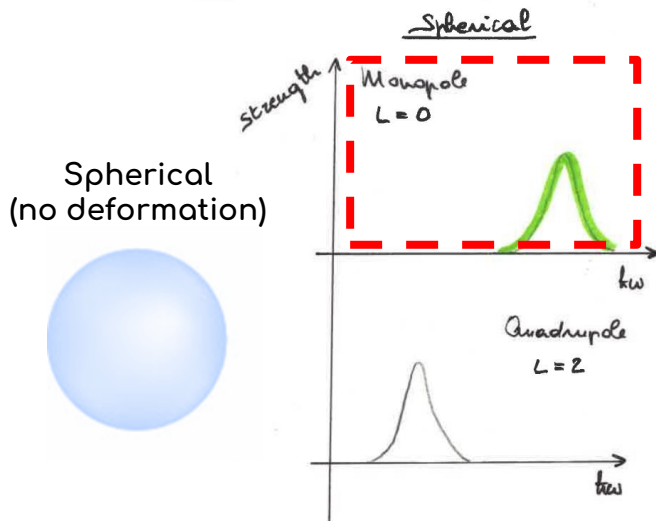 Spherical
strength
Monopole
L = 0
Spherical
(no deformation)
ħω
Quadrupole
L = 2
ħω